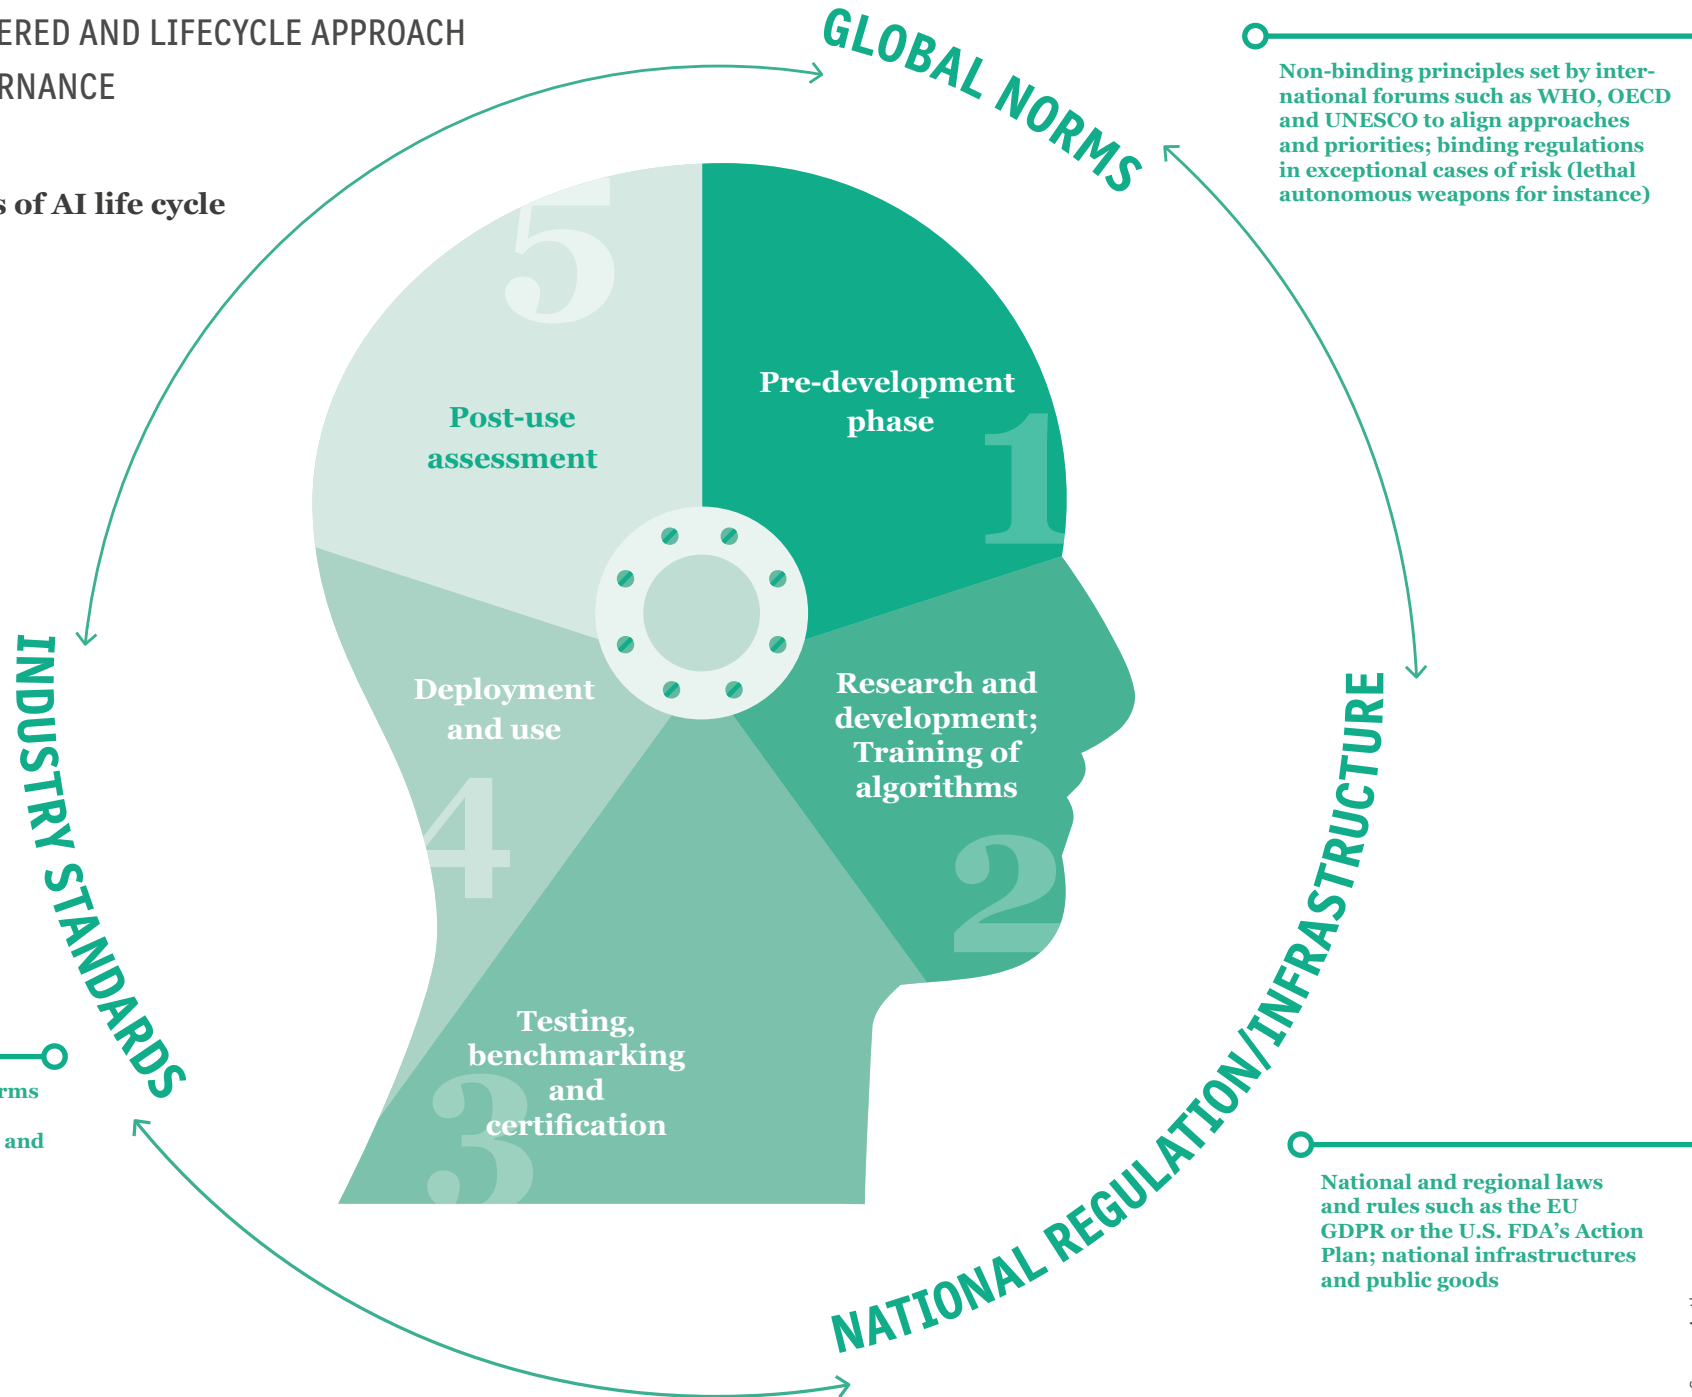 ERED AND LIFECYCLE APPROACH
RNANCE
s of AI life cycle
GLOBAL NORMS
Non-binding principles set by inter-
national forums such as WHO, OECD
and UNESCO to align approaches
and priorities; binding regulations
in exceptional cases of risk (lethal
autonomous weapons for instance)
5
Post-use
assessment
Pre-development
phase
1
Deployment
and use
4
Research and
development;
Training of
algorithms
2
Testing,
benchmarking
and
certification
3
INDUSTRY STANDARDS
rms
and
NATIONAL REGULATION/INFRASTRUCTURE
National and regional laws
and rules such as the EU
GDPR or the U.S. FDA’s Action
Plan; national infrastructures
and public goods